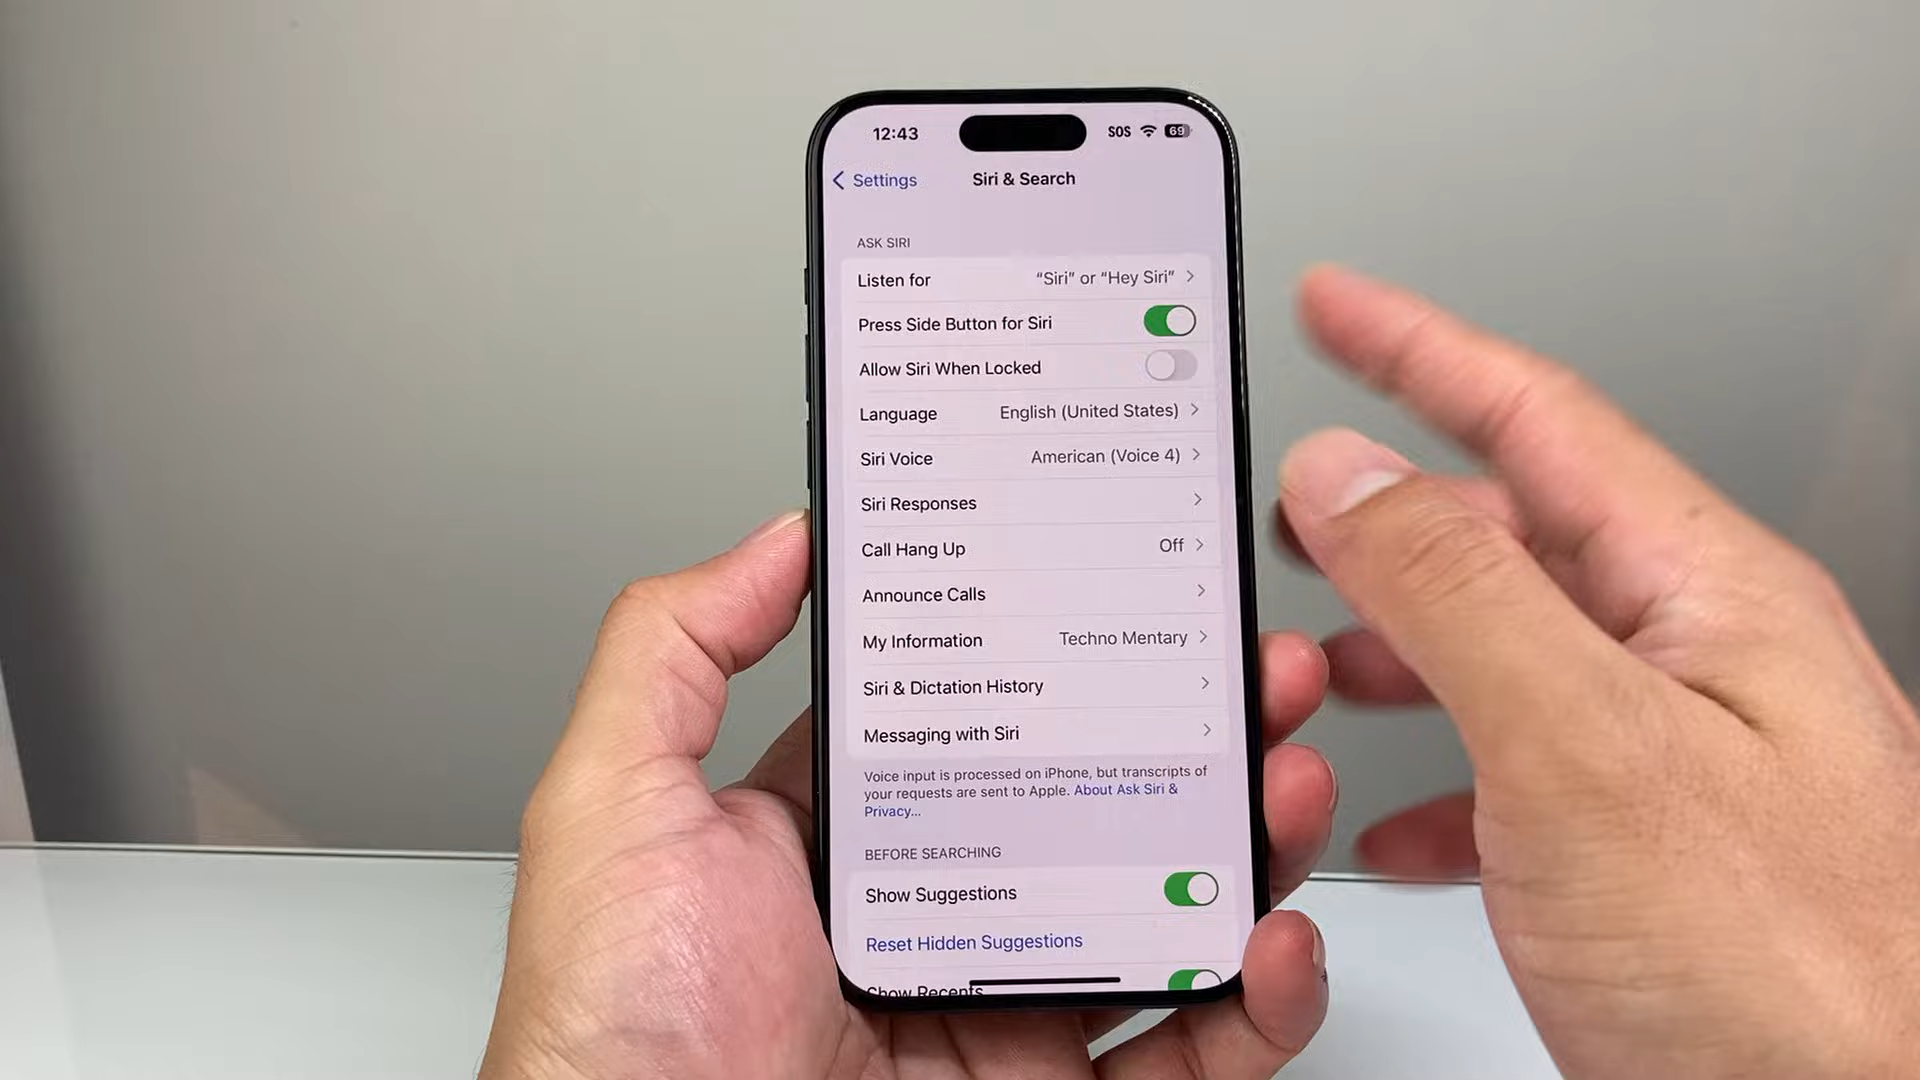 12:43 SOS 69
Settings Siri & Search
ASK SIRI
Listen for “Siri” or “Hey Siri”
Press Side Button for Siri
Allow Siri When Locked
Language English (United States)
Siri Voice American (Voice 4)
Siri Responses
Call Hang Up Off
Announce Calls
My Information Techno Mentary
Siri & Dictation History
Messaging with Siri
Voice input is processed on iPhone, but transcripts of
your requests are sent to Apple. About Ask Siri &
Privacy...
BEFORE SEARCHING
Show Suggestions
Reset Hidden Suggestions
Show Recents